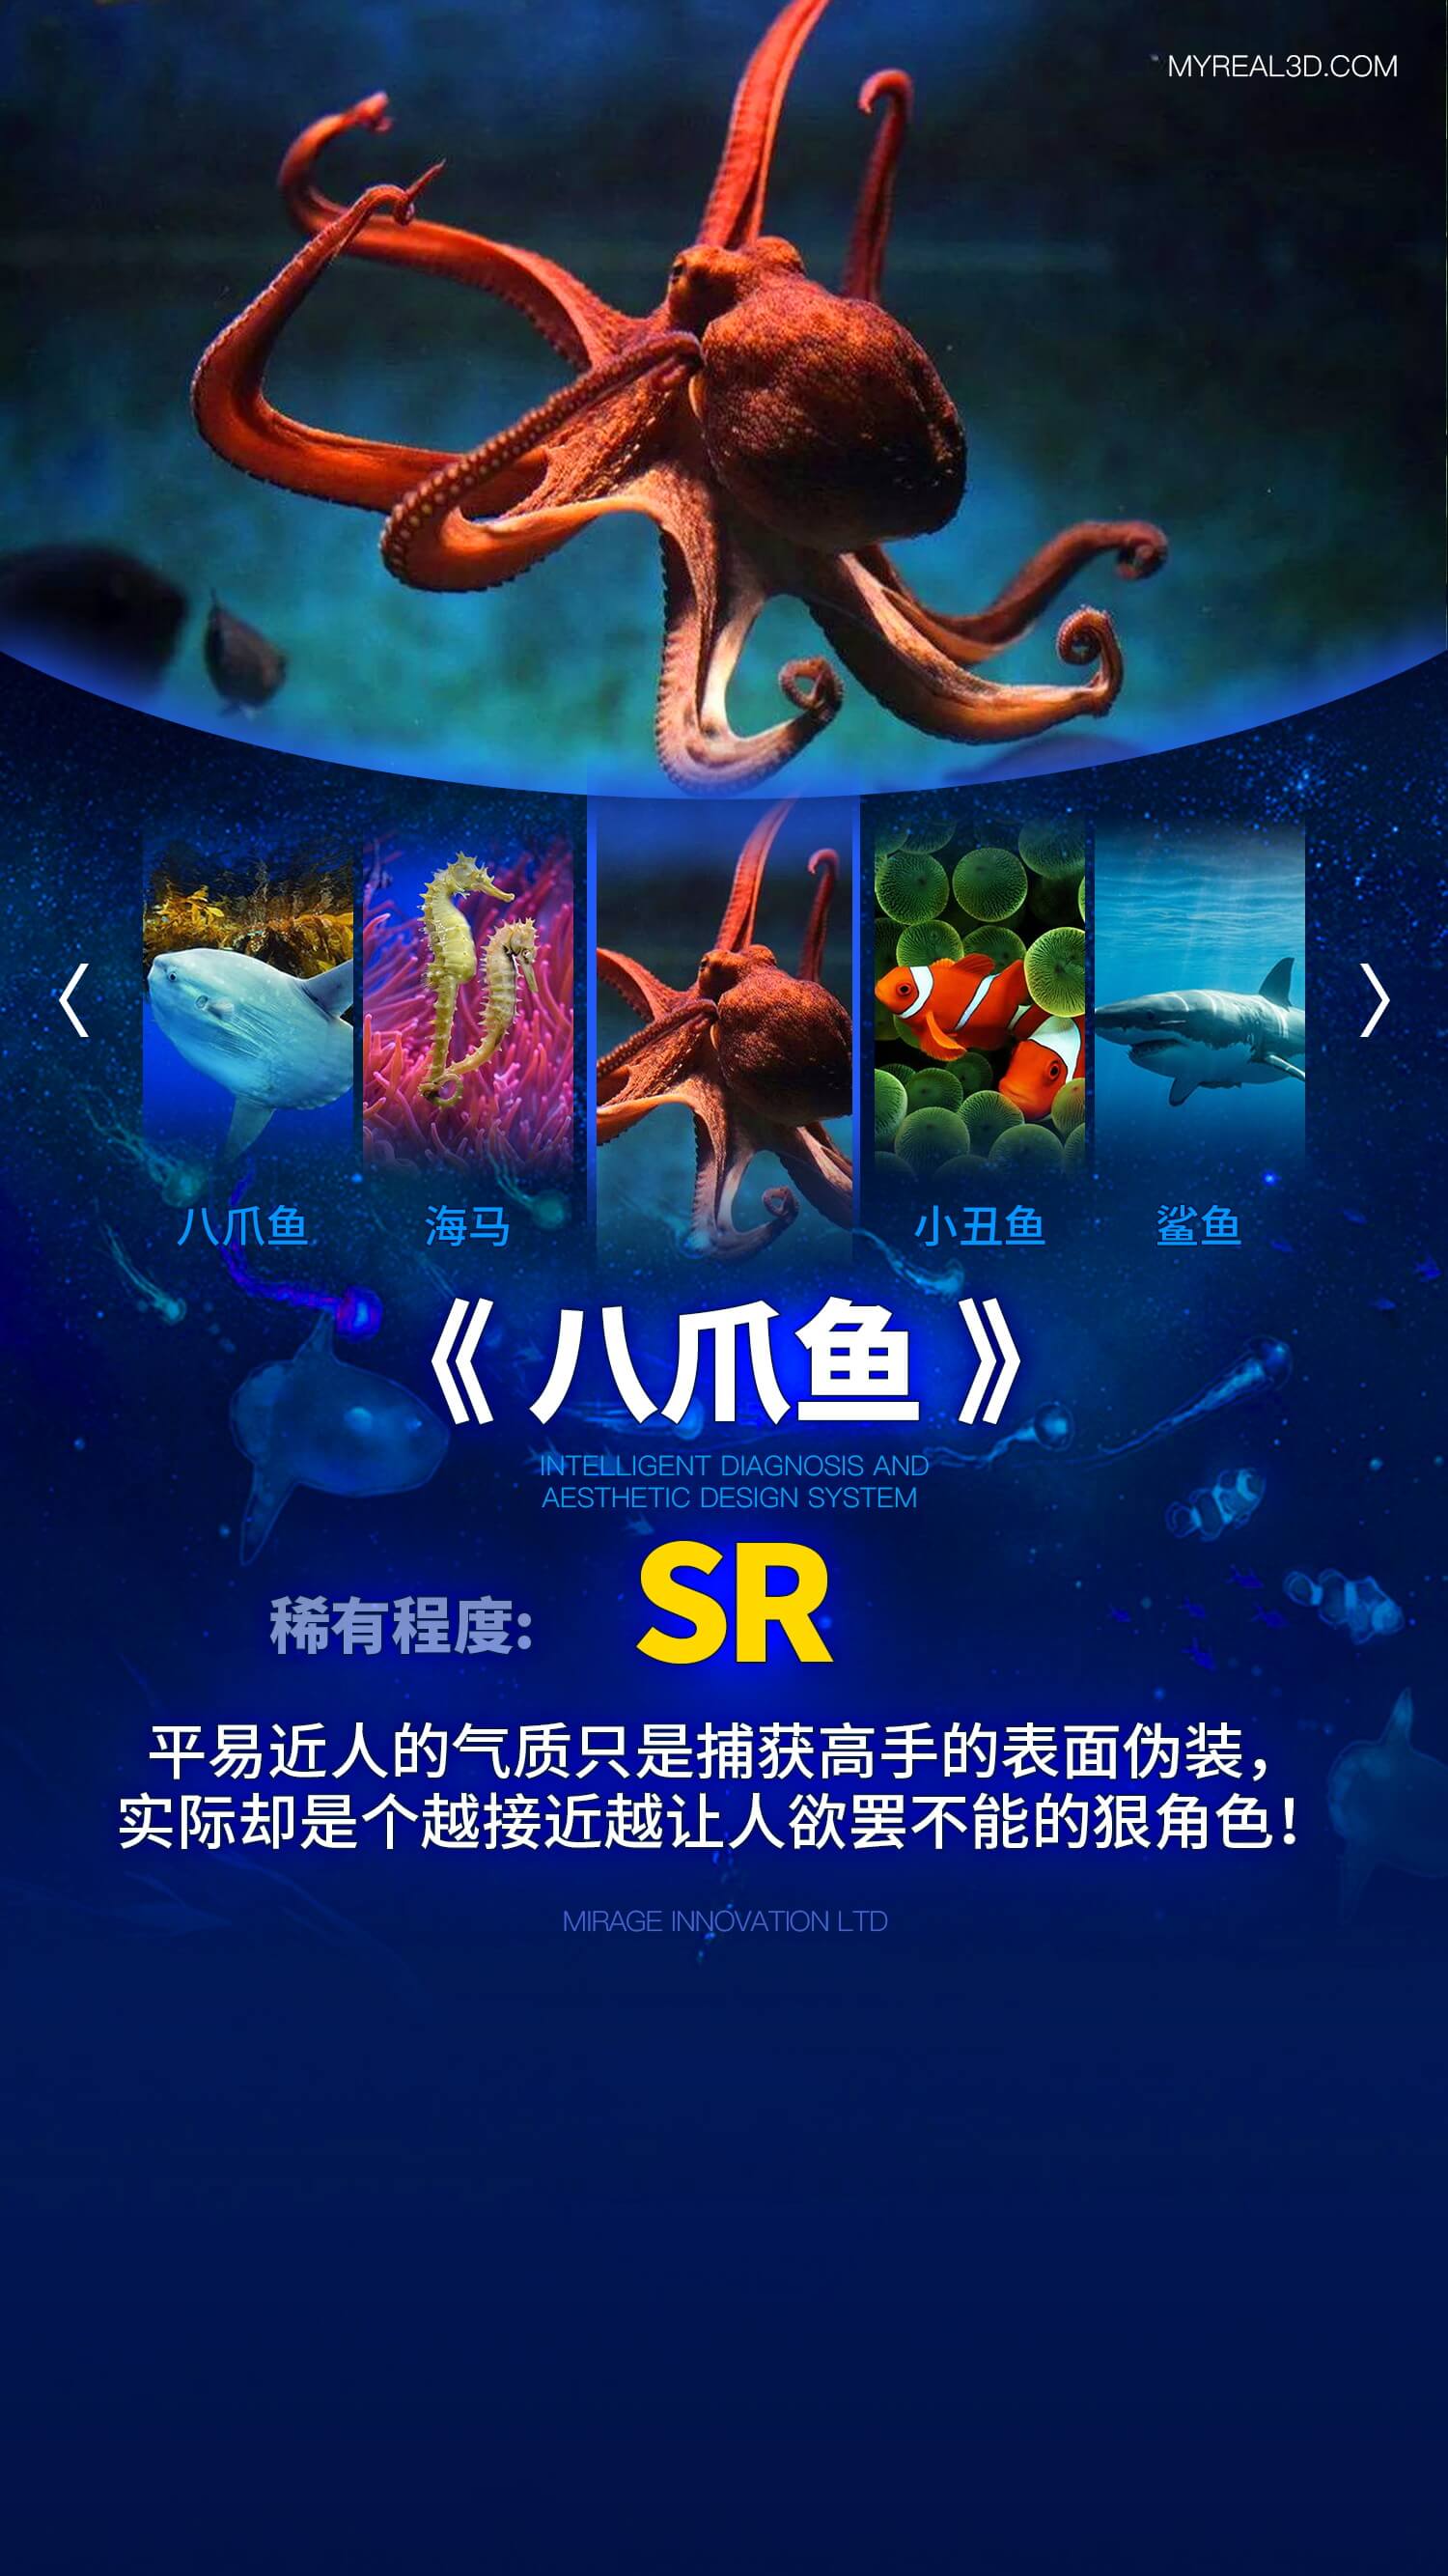 MYREAL3D.COM
八爪鱼
海马
小丑鱼
鲨鱼
《八爪鱼》
INTELLIGENT DIAGNOSIS AND
AESTHETIC DESIGN SYSTEM
稀有程度: SR
平易近人的气质只是捕获高手的表面伪装，
实际却是个越接近越让人欲罢不能的狠角色！
MIRAGE INNOVATION LTD